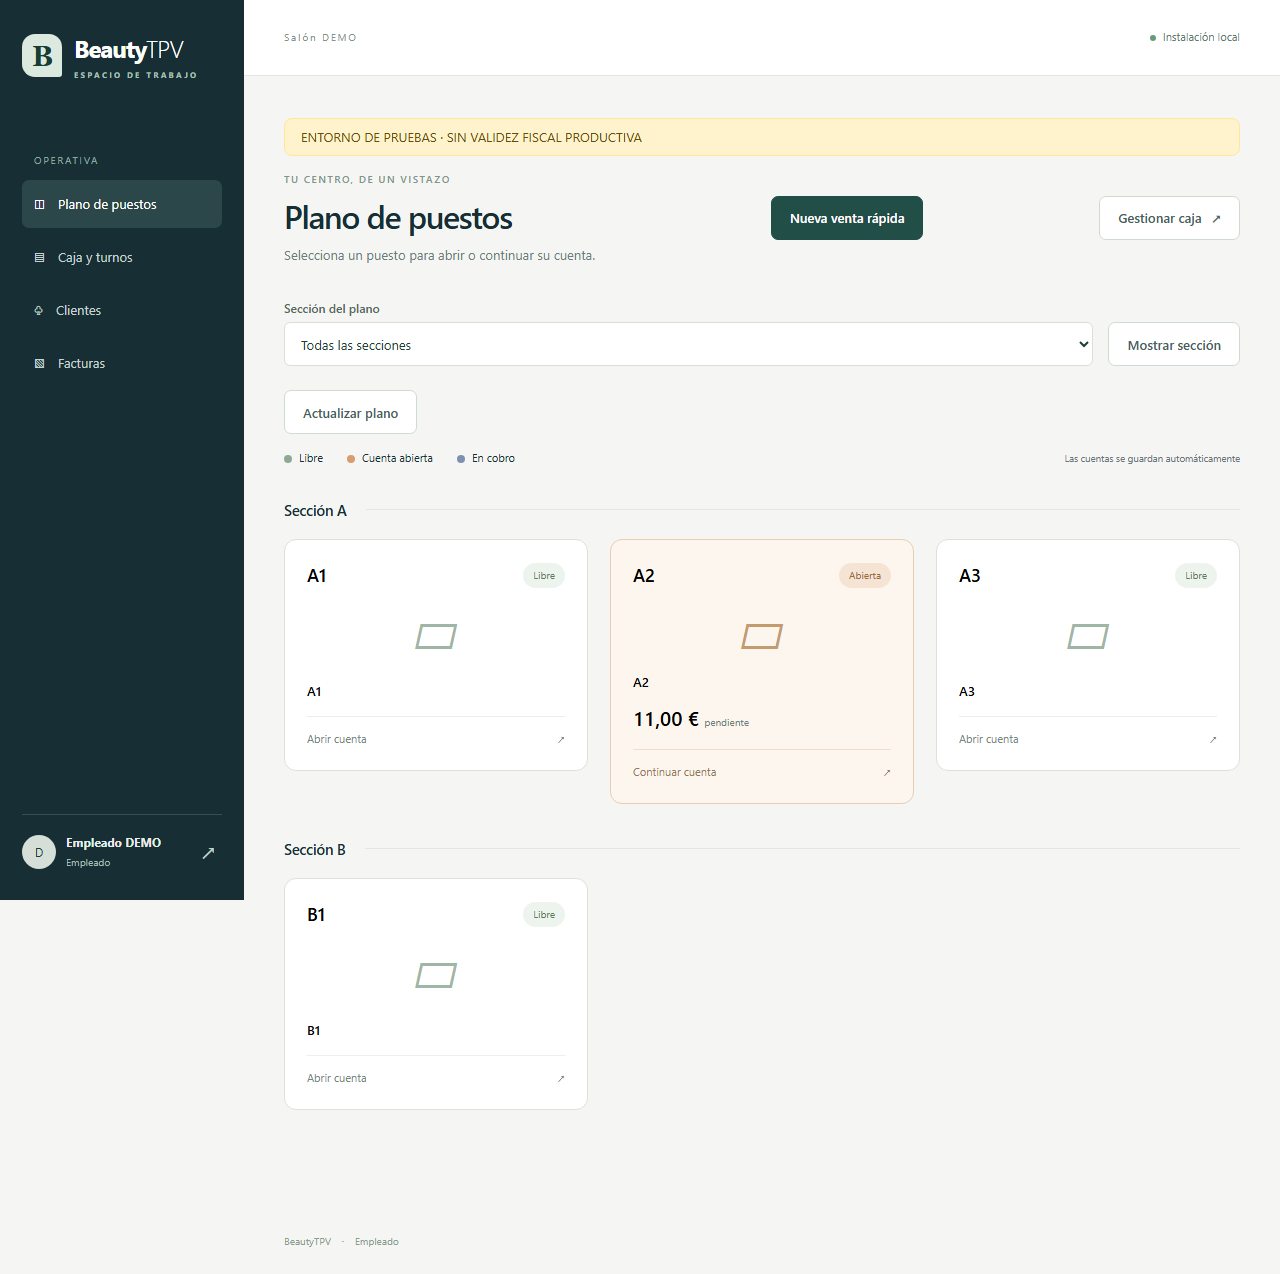 B
BeautyTPV
ESPACIO DE TRABAJO
OPERATIVA
Plano de puestos
Caja y turnos
Clientes
Facturas
D
Empleado DEMO
Empleado
Salón DEMO
Instalación local
ENTORNO DE PRUEBAS · SIN VALIDEZ FISCAL PRODUCTIVA
TU CENTRO, DE UN VISTAZO
Plano de puestos
Nueva venta rápida
Gestionar caja ↗
Selecciona un puesto para abrir o continuar su cuenta.
Sección del plano
Todas las secciones
Mostrar sección
Actualizar plano
Libre
Cuenta abierta
En cobro
Las cuentas se guardan automáticamente
Sección A
A1
Libre
A1
Abrir cuenta ↗
A2
Abierta
A2
11,00 € pendiente
Continuar cuenta ↗
A3
Libre
A3
Abrir cuenta ↗
Sección B
B1
Libre
B1
Abrir cuenta ↗
BeautyTPV · Empleado